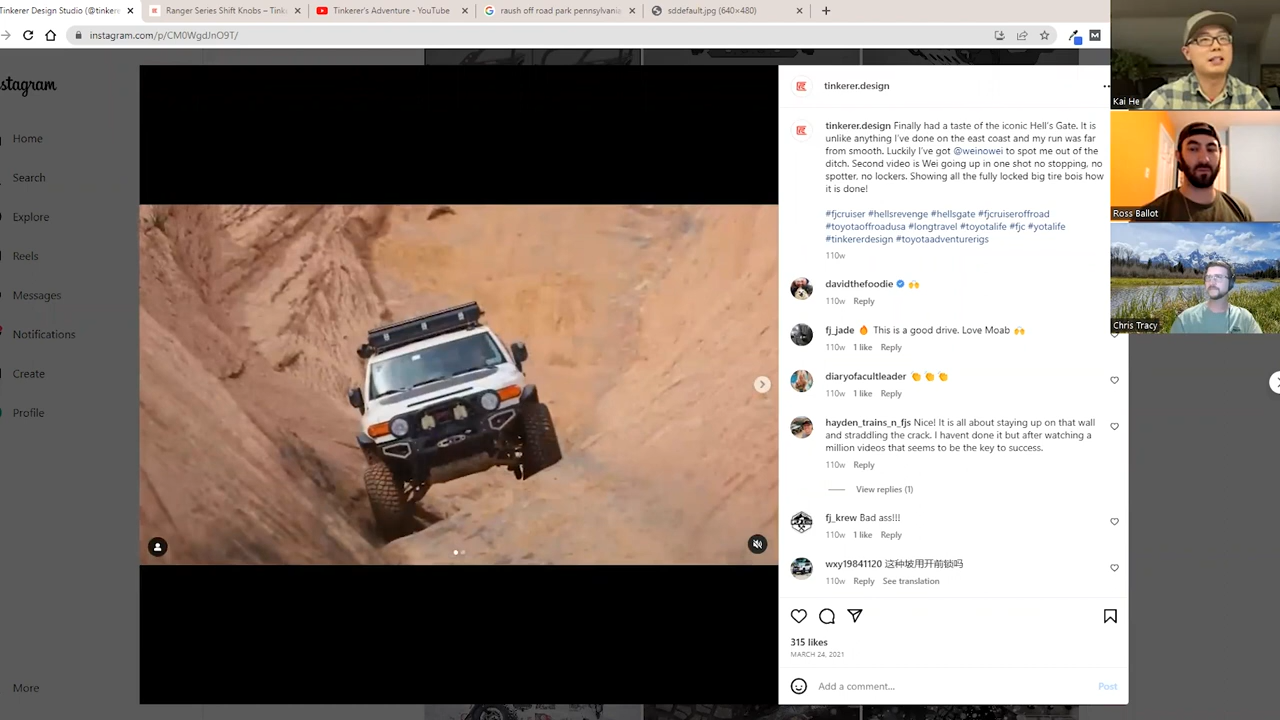 Tinkerer Design Studio (@tinke
Ranger Series Shift Knobs – Tink
Tinkerer's Adventure - YouTube
raush off road park pennsylvania
sddefault.jpg (640×480)
instagram.com/p/CM0WgdJnO9T/
stagram
Home
Search
Explore
Reels
Messages
Notifications
Create
Profile
More
tinkerer.design
tinkerer.design Finally had a taste of the iconic Hell's Gate. It is
unlike anything I've done on the east coast and my run was far
from smooth. Luckily I've got @weinowei to spot me out of the
ditch. Second video is Wei going up in one shot no stopping, no
spotter, no lockers. Showing all the fully locked big tire bois how
it is done!
#fjcruiser #hellsrevenge #hellsgate #fjcruiseroffroad
#toyotaoffroadusa #longtravel #toyotalife #fjc #yotalife
#tinkererdesign #toyotaadventurerigs
110w
davidthefoodie
110w Reply
fj_jade 🔥 This is a good drive. Love Moab 🙌
110w 1 like Reply
diaryofacultleader 👏👏👏
110w 1 like Reply
hayden_trains_n_fjs Nice! It is all about staying up on that wall
and straddling the crack. I havent done it but after watching a
million videos that seems to be the key to success.
110w Reply
View replies (1)
fj_krew Bad ass!!!
110w 1 like Reply
wxy19841120 这种坡用开前锁吗
110w Reply See translation
315 likes
MARCH 24, 2021
Add a comment...
Post
Kai He
Ross Ballot
Chris Tracy